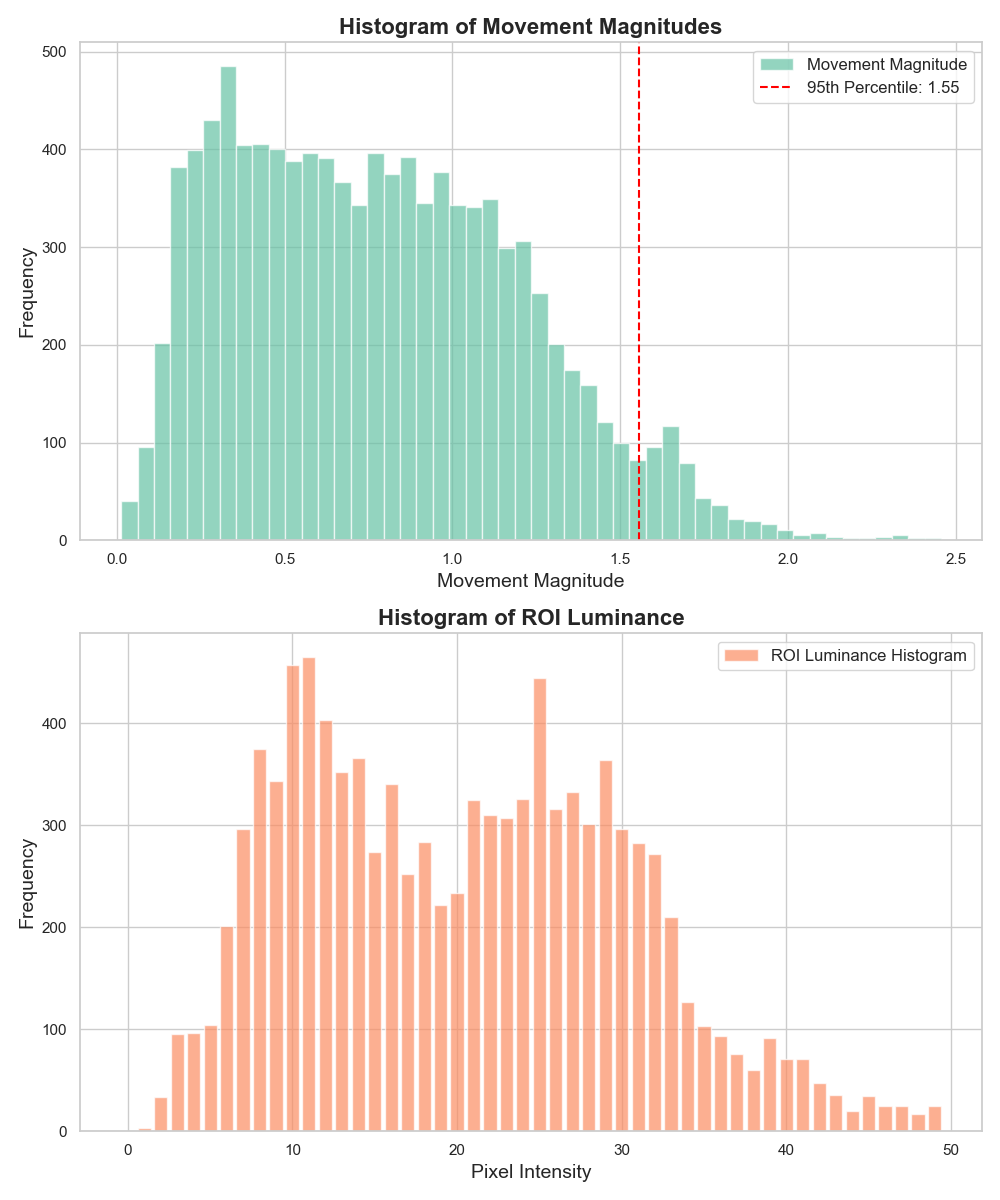 Histogram of Movement Magnitudes
Movement Magnitude
95th Percentile: 1.55
Frequency
500
400
300
200
100
0
0.0 0.5 1.0 1.5 2.0 2.5
Movement Magnitude
Histogram of ROI Luminance
ROI Luminance Histogram
Frequency
400
300
200
100
0
0 10 20 30 40 50
Pixel Intensity